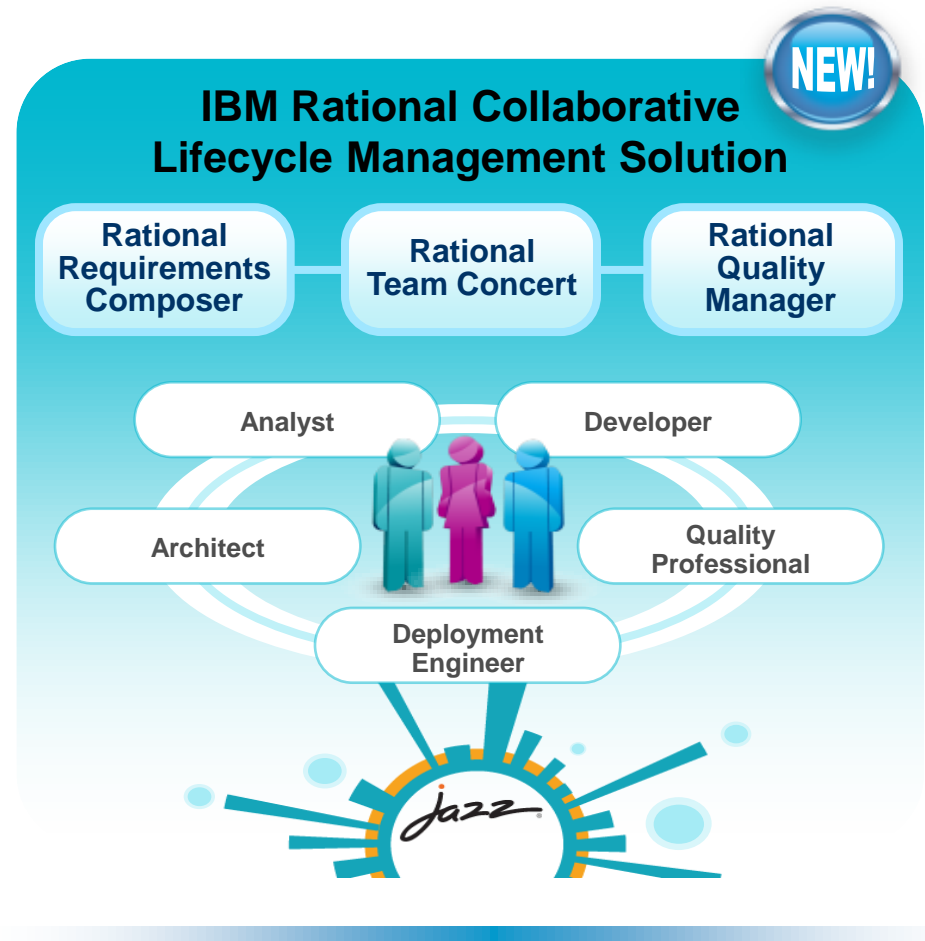 NEW!
IBM Rational Collaborative
Lifecycle Management Solution
Rational
Requirements
Composer
Rational
Team Concert
Rational
Quality
Manager
Analyst
Developer
Architect
Quality
Professional
Deployment
Engineer
jazz